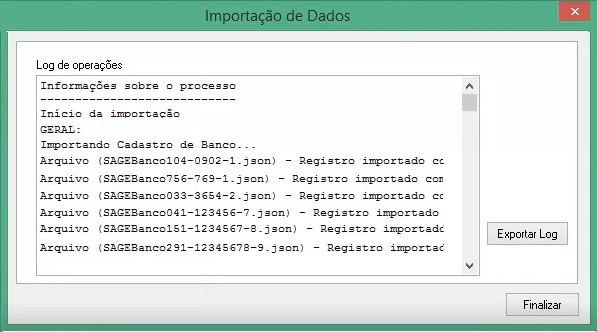 Importação de Dados
Log de operações
Informações sobre o processo
----------------------------
Início da importação
GERAL:
Importando Cadastro de Banco...
Arquivo (SAGEBanco104-0902-1.json) - Registro importado co
Arquivo (SAGEBanco756-769-1.json) - Registro importado com
Arquivo (SAGEBanco033-3654-2.json) - Registro importado co
Arquivo (SAGEBanco041-123456-7.json) - Registro importado
Arquivo (SAGEBanco151-1234567-8.json) - Registro importad
Arquivo (SAGEBanco291-12345678-9.json) - Registro importad
Exportar Log
Finalizar